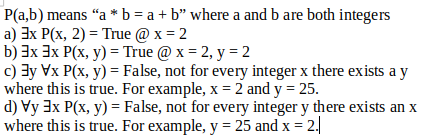 P(a,b) means “a * b = a + b” where a and b are both integers
a) ∃x P(x, 2) = True @ x = 2
b) ∃x ∃x P(x, y) = True @ x = 2, y = 2
c) ∃y ∀x P(x, y) = False, not for every integer x there exists a y
where this is true. For example, x = 2 and y = 25.
d) ∀y ∃x P(x, y) = False, not for every integer y there exists an x
where this is true. For example, y = 25 and x = 2.